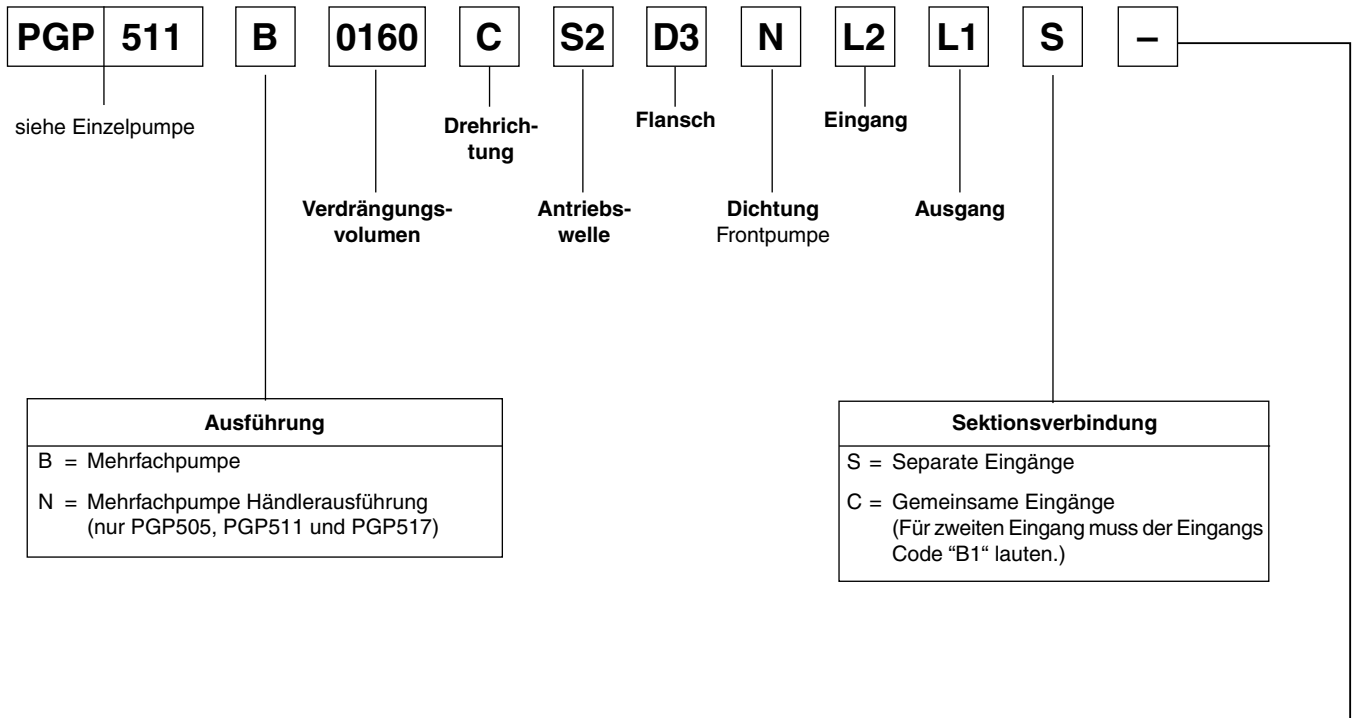 PGP 511 B 0160 C S2 D3 N L2 L1 S –
siehe Einzelpumpe
Drehrich-
tung
Flansch
Eingang
Verdrängungs-
volumen
Antriebs-
welle
Dichtung
Frontpumpe
Ausgang
Ausführung
B = Mehrfachpumpe
N = Mehrfachpumpe Händlerausführung
(nur PGP505, PGP511 und PGP517)
Sektionsverbindung
S = Separate Eingänge
C = Gemeinsame Eingänge
(Für zweiten Eingang muss der Eingangs
Code “B1“ lauten.)